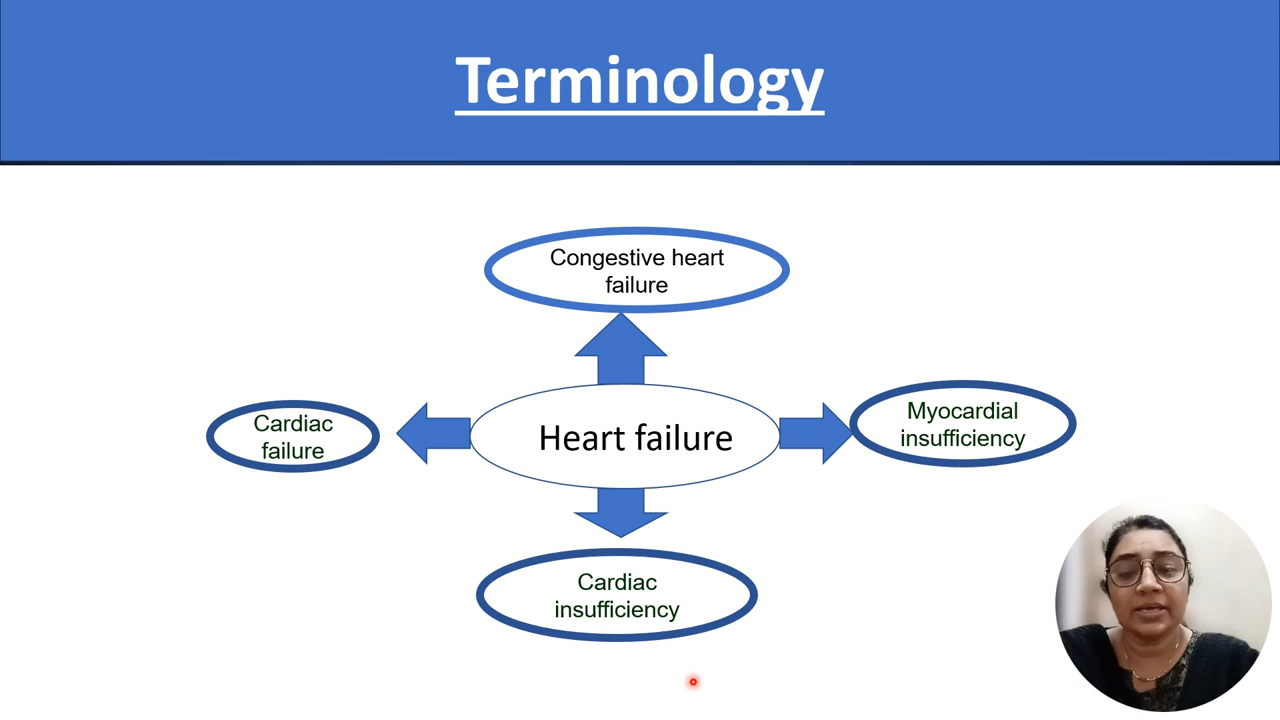 Terminology
Congestive heart
failure
Cardiac
failure
Heart failure
Myocardial
insufficiency
Cardiac
insufficiency